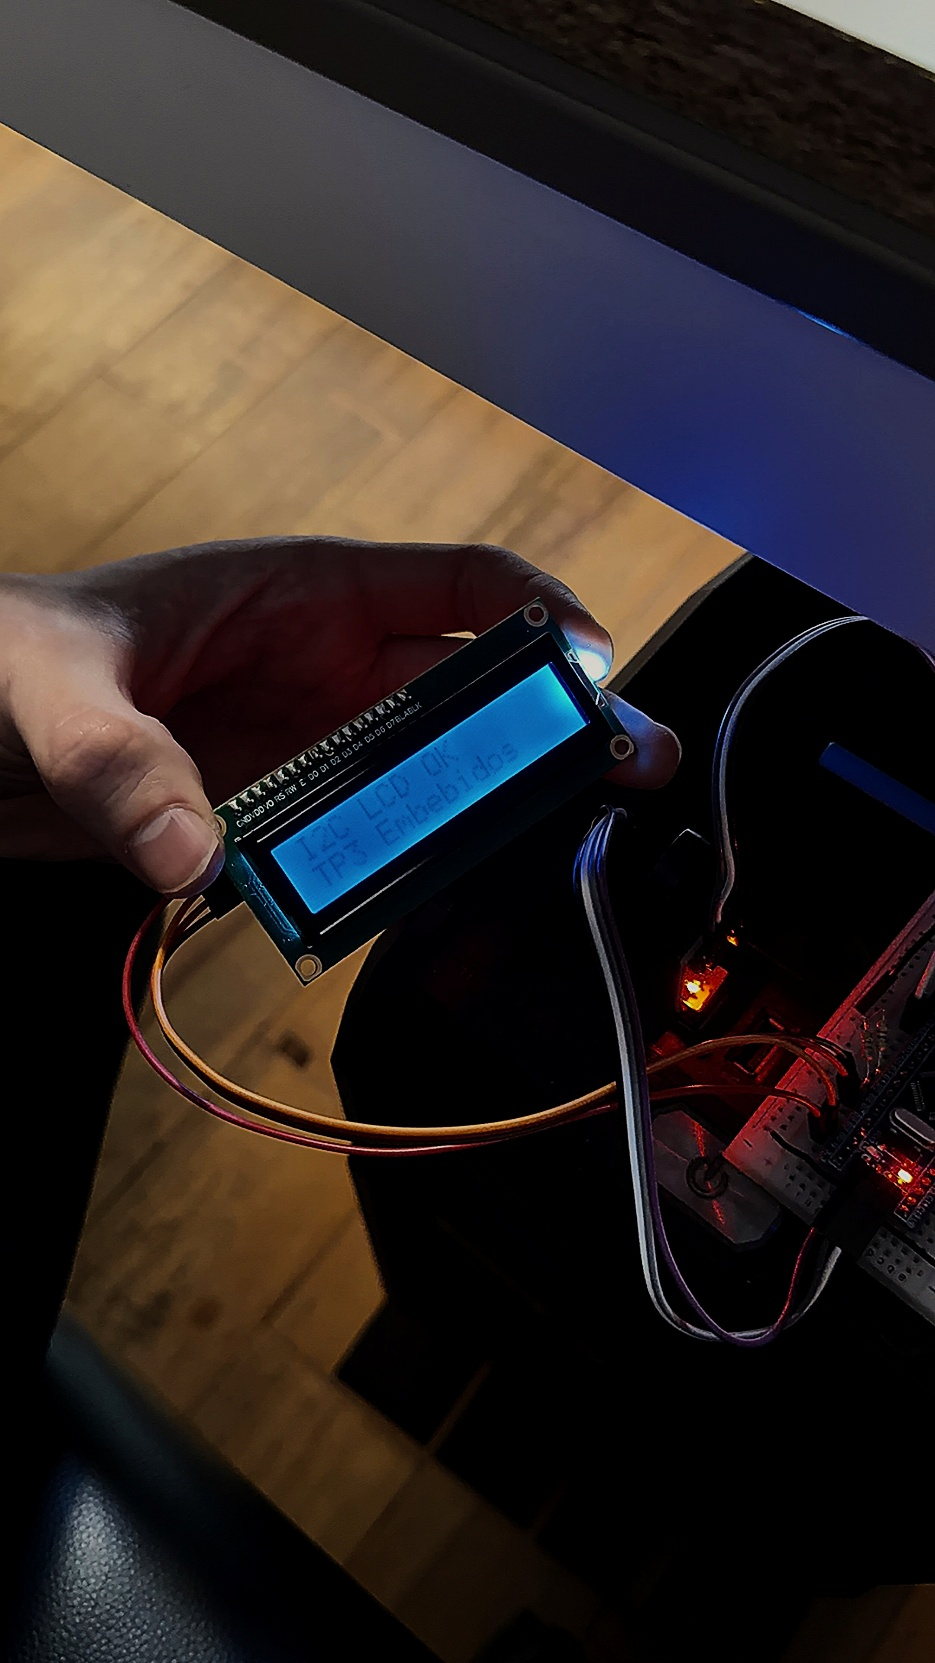 I2C LCD OK
TP3 Embebidos
GND VDD VO RS RW E D0 D1 D2 D3 D4 D5 D6 D7 BLA BLK